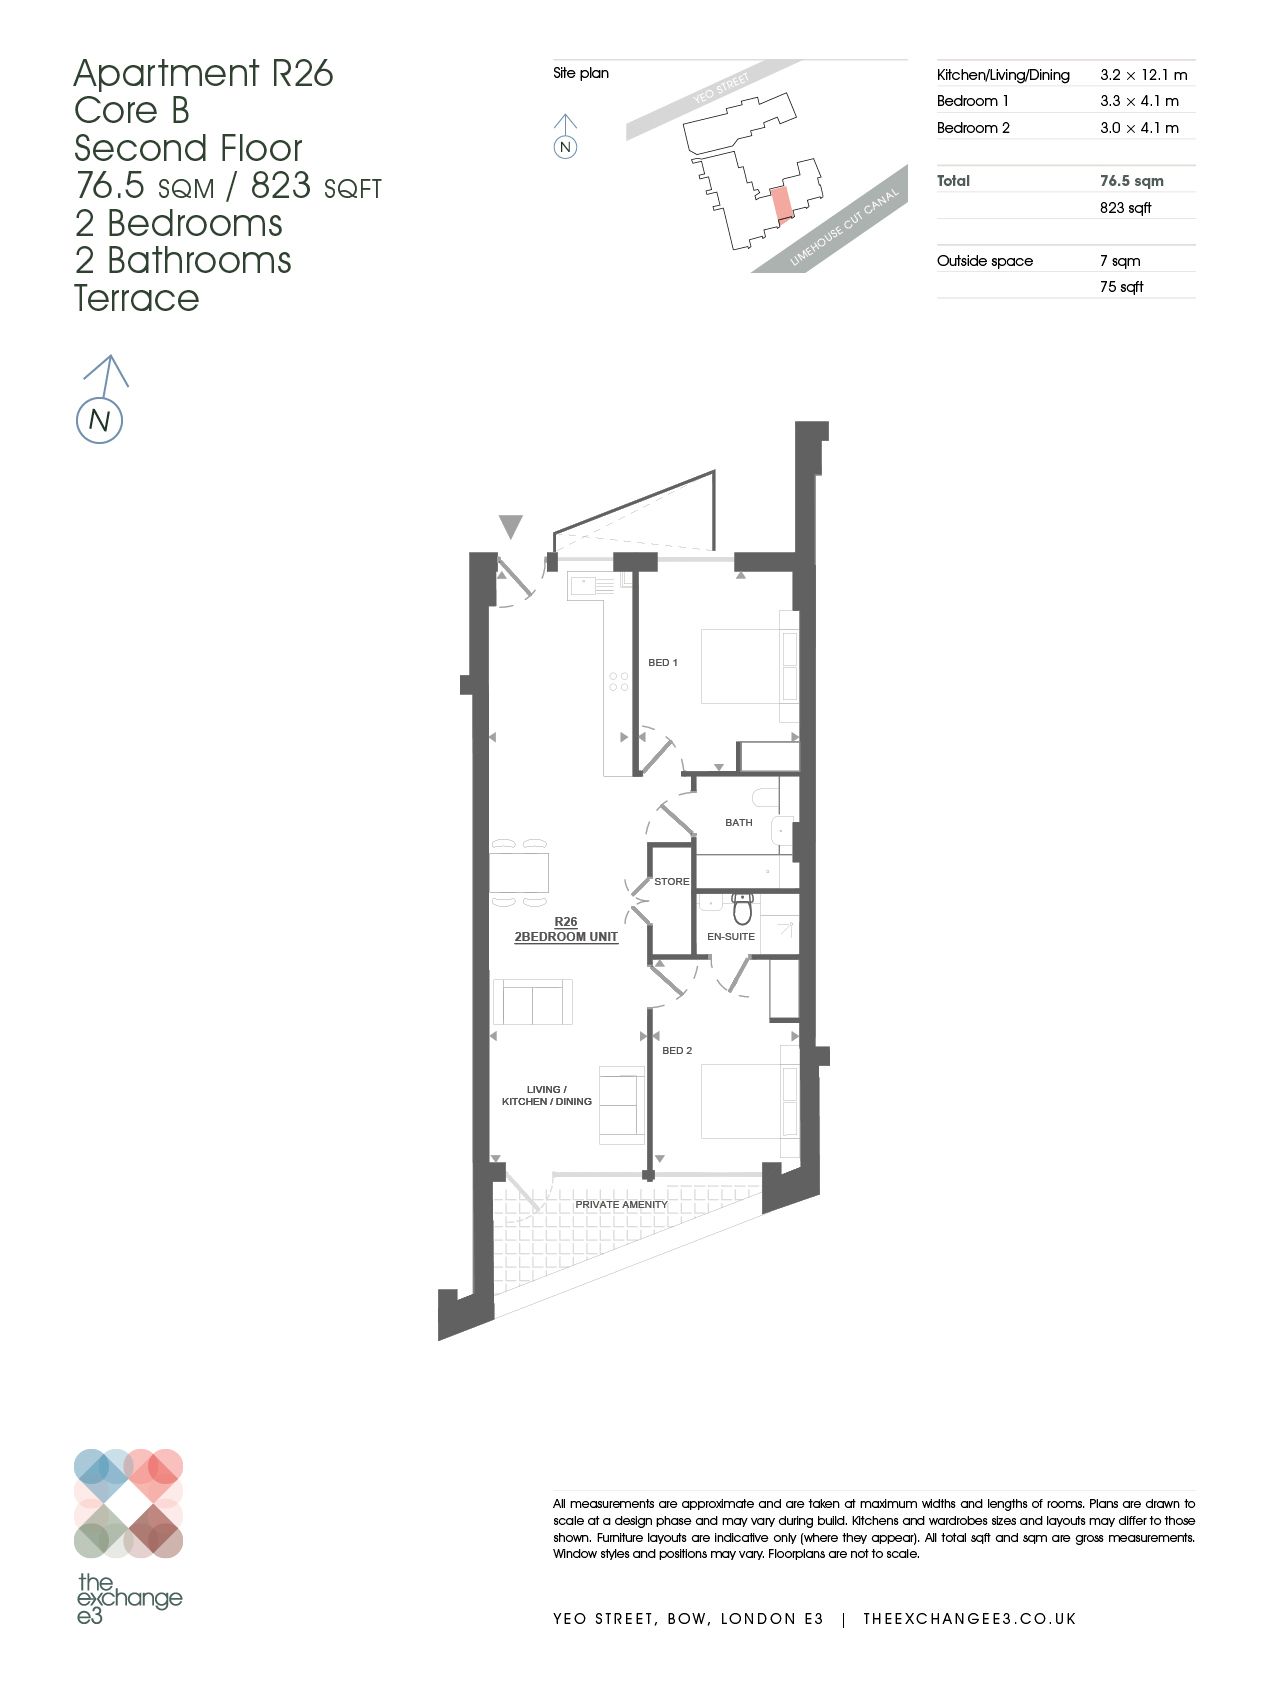 Apartment R26
Core B
Second Floor
76.5 SQM / 823 SQFT
2 Bedrooms
2 Bathrooms
Terrace
N
Site plan
N
YEO STREET
LIMEHOUSE CUT CANAL
Kitchen/Living/Dining 3.2 × 12.1 m
Bedroom 1 3.3 × 4.1 m
Bedroom 2 3.0 × 4.1 m
Total 76.5 sqm
823 sqft
Outside space 7 sqm
75 sqft
BED 1
BATH
STORE
R26
2BEDROOM UNIT
EN-SUITE
BED 2
LIVING /
KITCHEN / DINING
PRIVATE AMENITY
the
exchange
e3
All measurements are approximate and are taken at maximum widths and lengths of rooms. Plans are drawn to
scale at a design phase and may vary during build. Kitchens and wardrobes sizes and layouts may differ to those
shown. Furniture layouts are indicative only (where they appear). All total sqft and sqm are gross measurements.
Window styles and positions may vary. Floorplans are not to scale.
YEO STREET, BOW, LONDON E3 | THEEXCHANGEE3.CO.UK